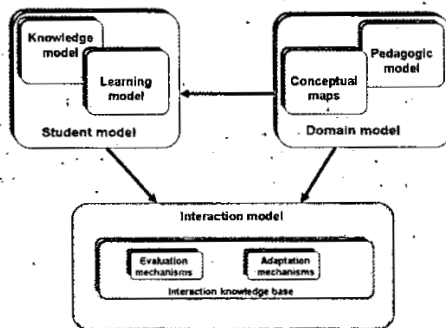 Knowledge
model
Learning
model
Student model
Pedagogic
model
Conceptual
maps
Domain model
Interaction model
Evaluation
mechanisms
Adaptation
mechanisms
Interaction knowledge base